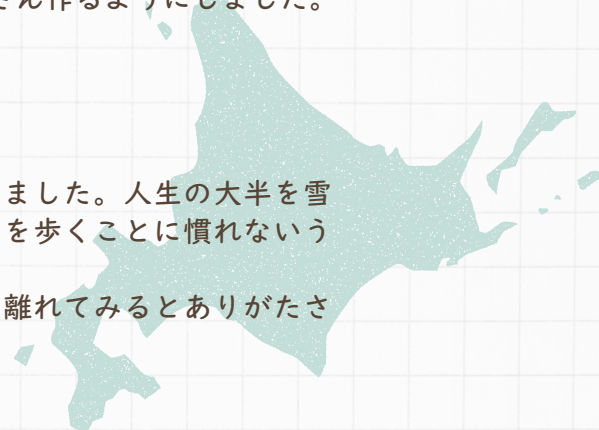 さん作るようにしました。
ました。人生の大半を雪
を歩くことに慣れないう
離れてみるとありがたさ